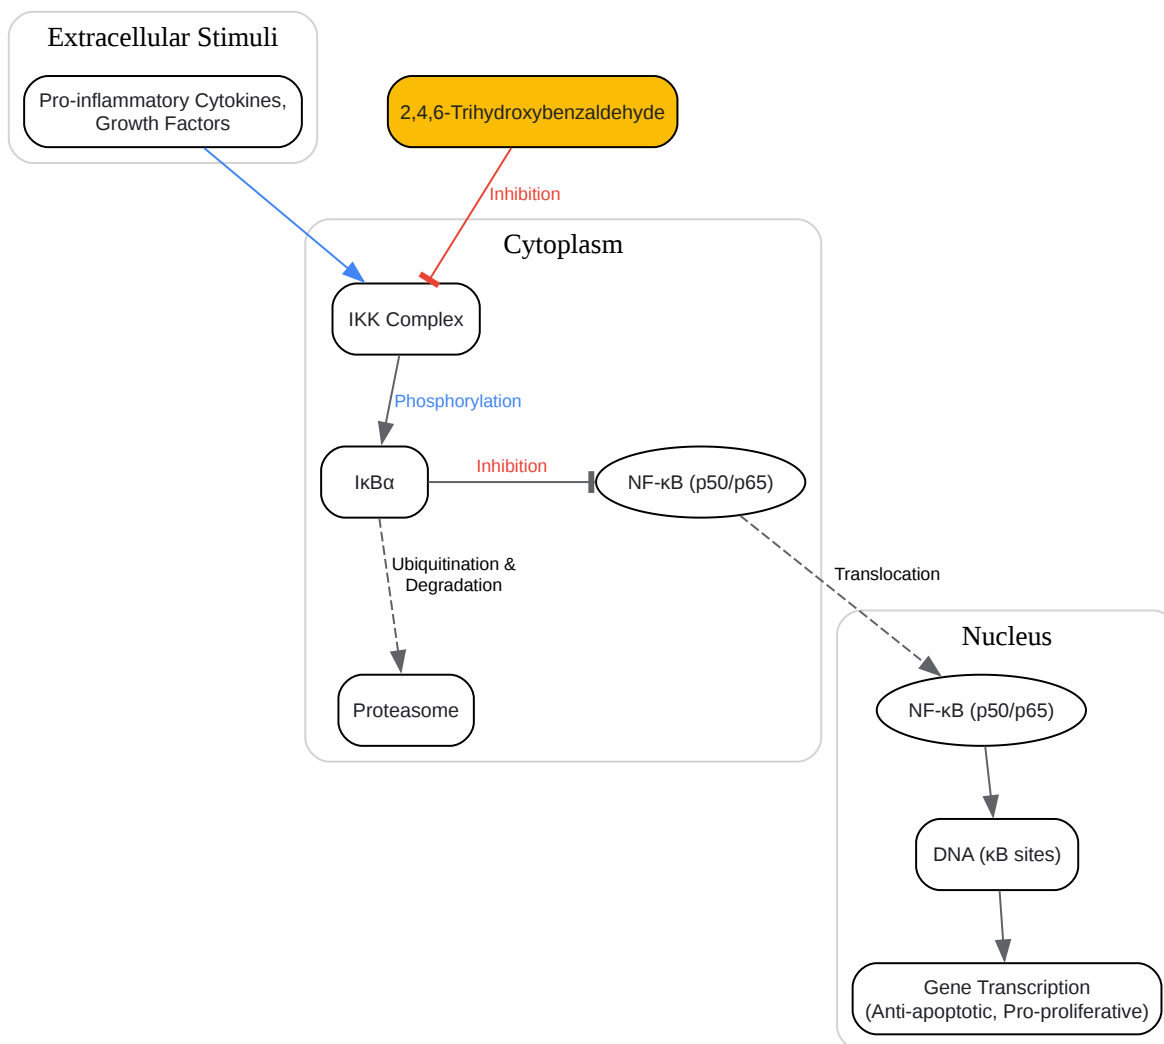 Extracellular Stimuli
Pro-inflammatory Cytokines,
Growth Factors
2,4,6-Trihydroxybenzaldehyde
Inhibition
Cytoplasm
IKK Complex
Phosphorylation
IκBα
Inhibition
NF-κB (p50/p65)
Ubiquitination &
Degradation
Translocation
Proteasome
Nucleus
NF-κB (p50/p65)
DNA (κB sites)
Gene Transcription
(Anti-apoptotic, Pro-proliferative)